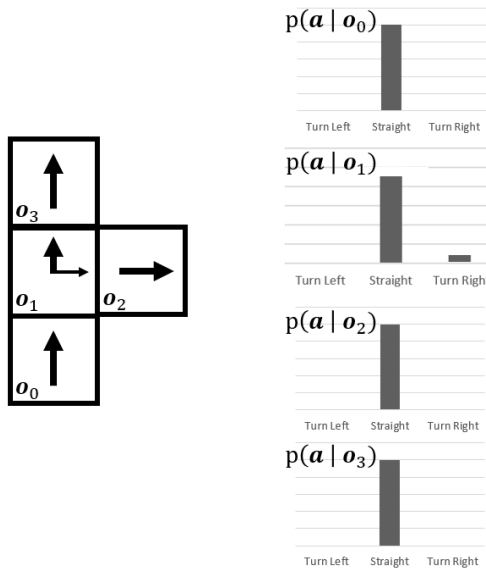 p(a | o₀)
Turn Left Straight Turn Right
p(a | o₁)
Turn Left Straight Turn Right
p(a | o₂)
Turn Left Straight Turn Right
p(a | o₃)
Turn Left Straight Turn Right
o₃
o₁ o₂
o₀